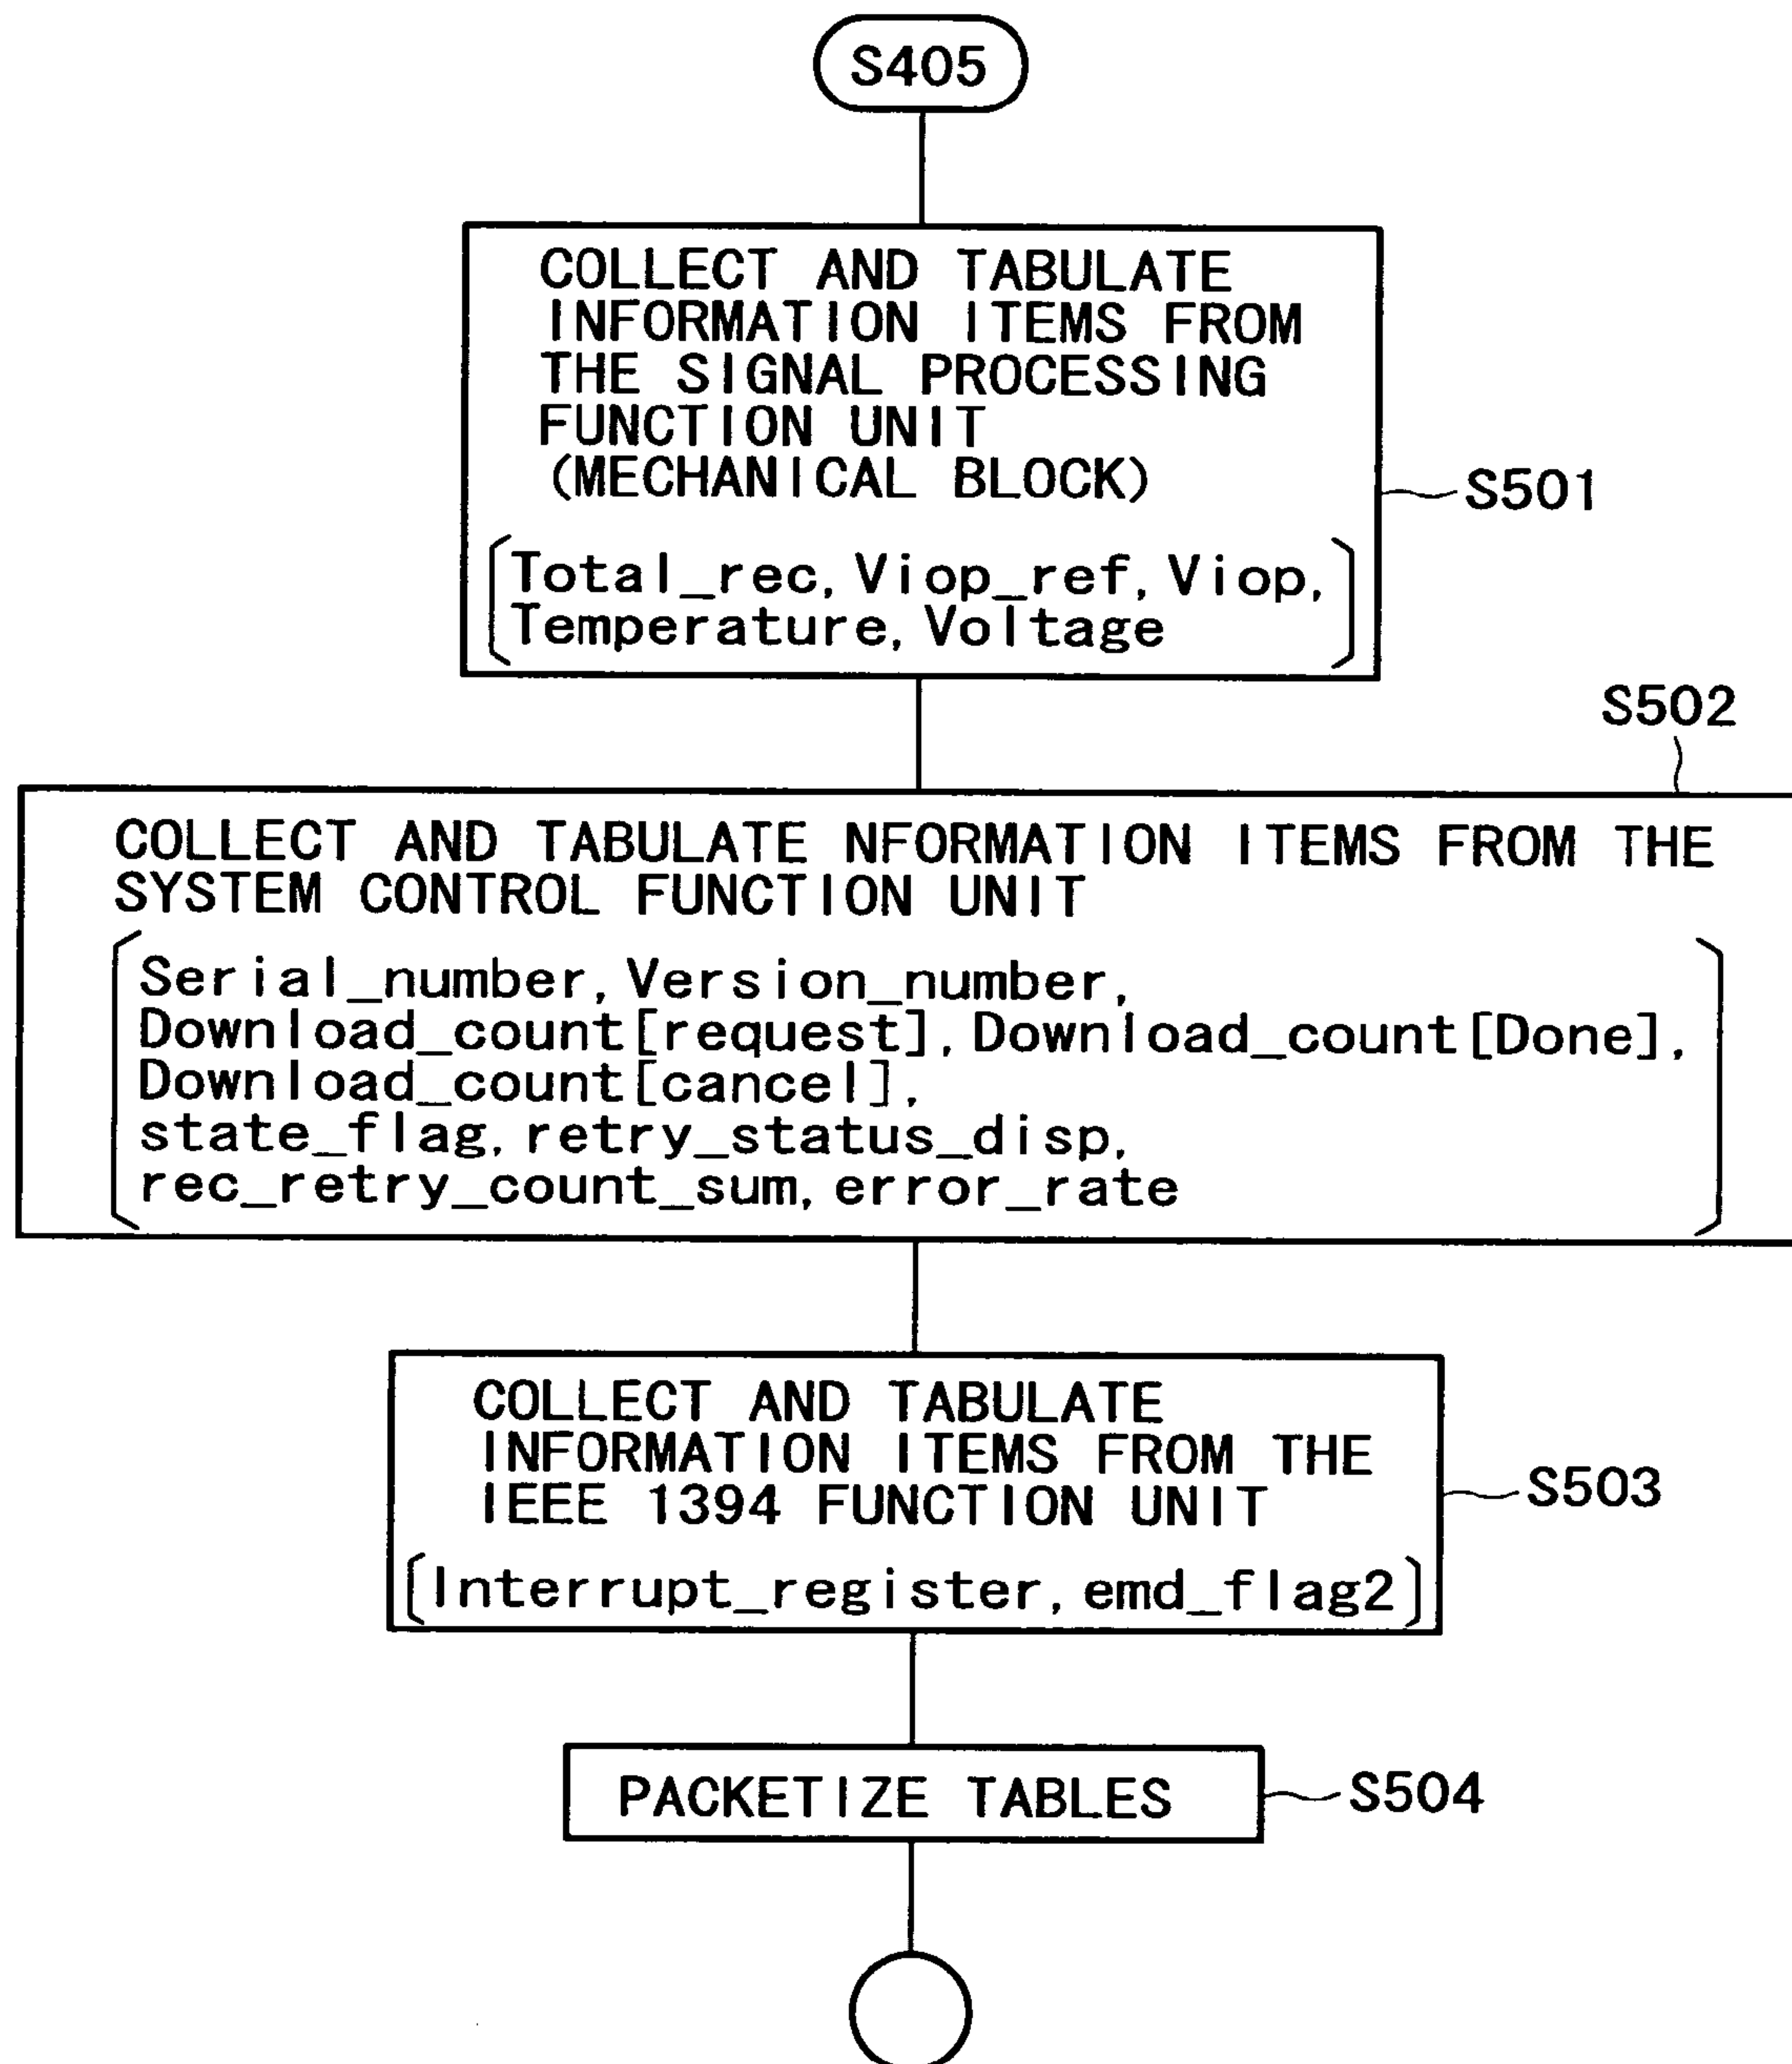 S405
COLLECT AND TABULATE
INFORMATION ITEMS FROM
THE SIGNAL PROCESSING
FUNCTION UNIT
(MECHANICAL BLOCK)
S501
Total_rec, Viop_ref, Viop,
Temperature, Voltage
S502
COLLECT AND TABULATE NFORMATION ITEMS FROM THE
SYSTEM CONTROL FUNCTION UNIT
Serial_number, Version_number,
Download_count[request], Download_count[Done],
Download_count[cancel],
state_flag, retry_status_disp,
rec_retry_count_sum, error_rate
COLLECT AND TABULATE
INFORMATION ITEMS FROM THE
IEEE 1394 FUNCTION UNIT
S503
[Interrupt_register, emd_flag2]
PACKETIZE TABLES
S504